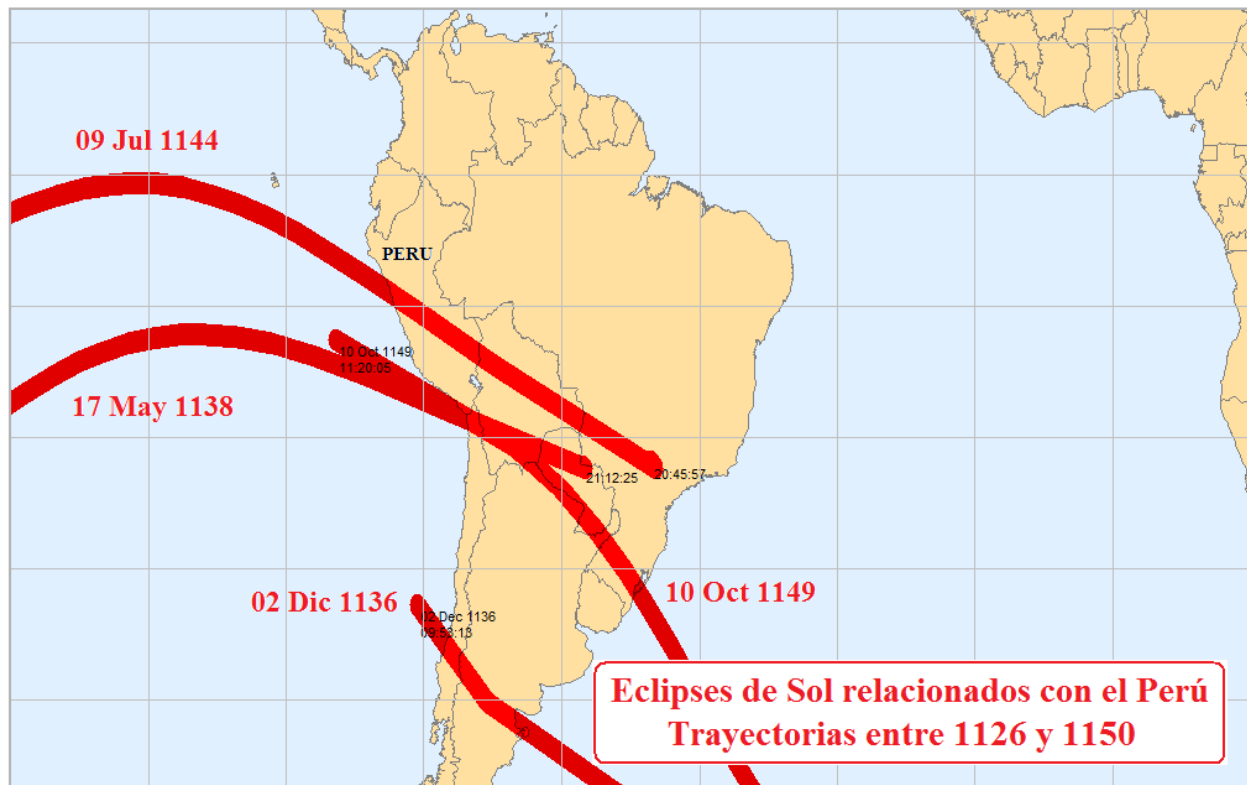 09 Jul 1144
PERU
10 Oct 1149
11:20:05
17 May 1138
21:12:25
20:45:57
02 Dic 1136
10 Oct 1149
02 Dec 1136
09:53:13
Eclipses de Sol relacionados con el Perú
Trayectorias entre 1126 y 1150